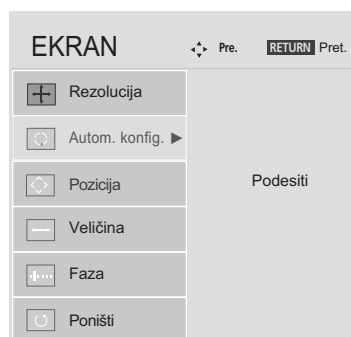 EKRAN Pre. RETURN Pret.
Rezolucija
Autom. konfig. ►
Pozicija Podesiti
Veličina
Faza
Poništi